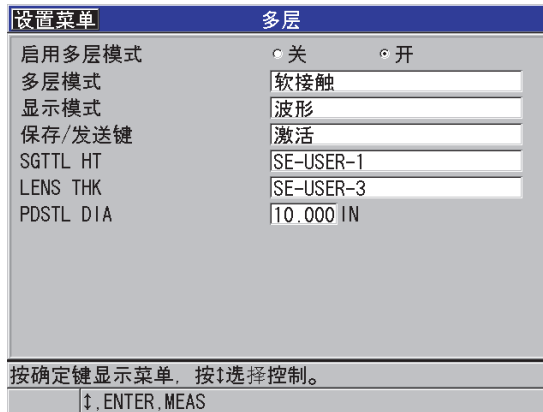 设置菜单 多层
启用多层模式 关 开
多层模式 软接触
显示模式 波形
保存/发送键 激活
SGTTL HT SE-USER-1
LENS THK SE-USER-3
PDSTL DIA 10.000 IN
按确定键显示菜单，按↕选择控制。
↕,ENTER,MEAS